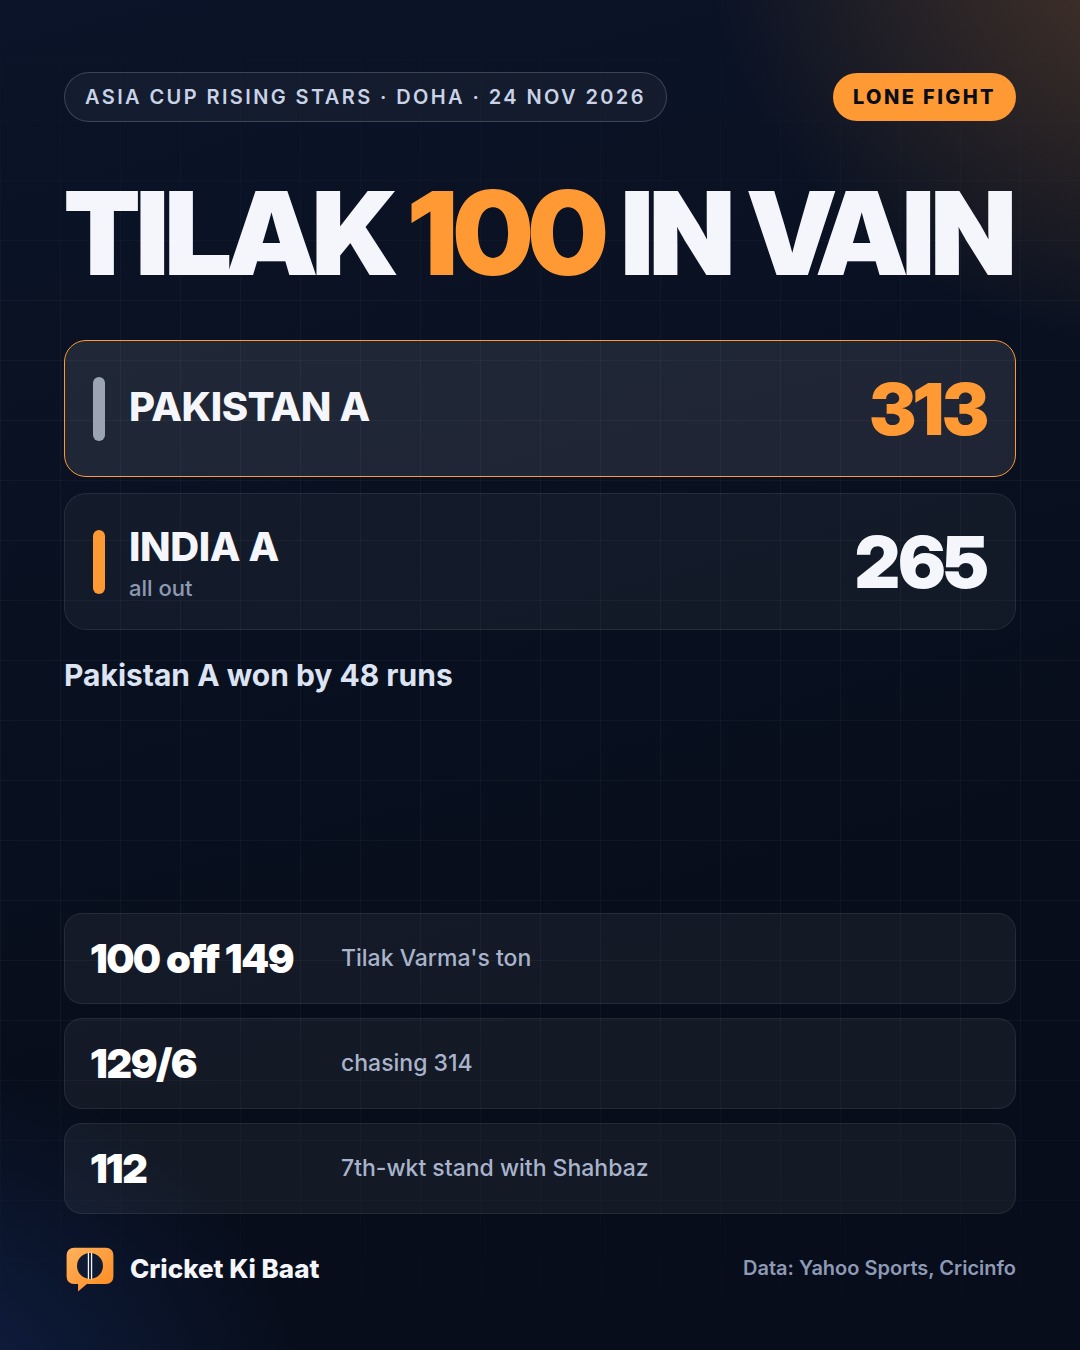 ASIA CUP RISING STARS · DOHA · 24 NOV 2026
LONE FIGHT
TILAK 100 IN VAIN
PAKISTAN A
313
INDIA A
all out
265
Pakistan A won by 48 runs
100 off 149
Tilak Varma's ton
129/6
chasing 314
112
7th-wkt stand with Shahbaz
Cricket Ki Baat
Data: Yahoo Sports, Cricinfo